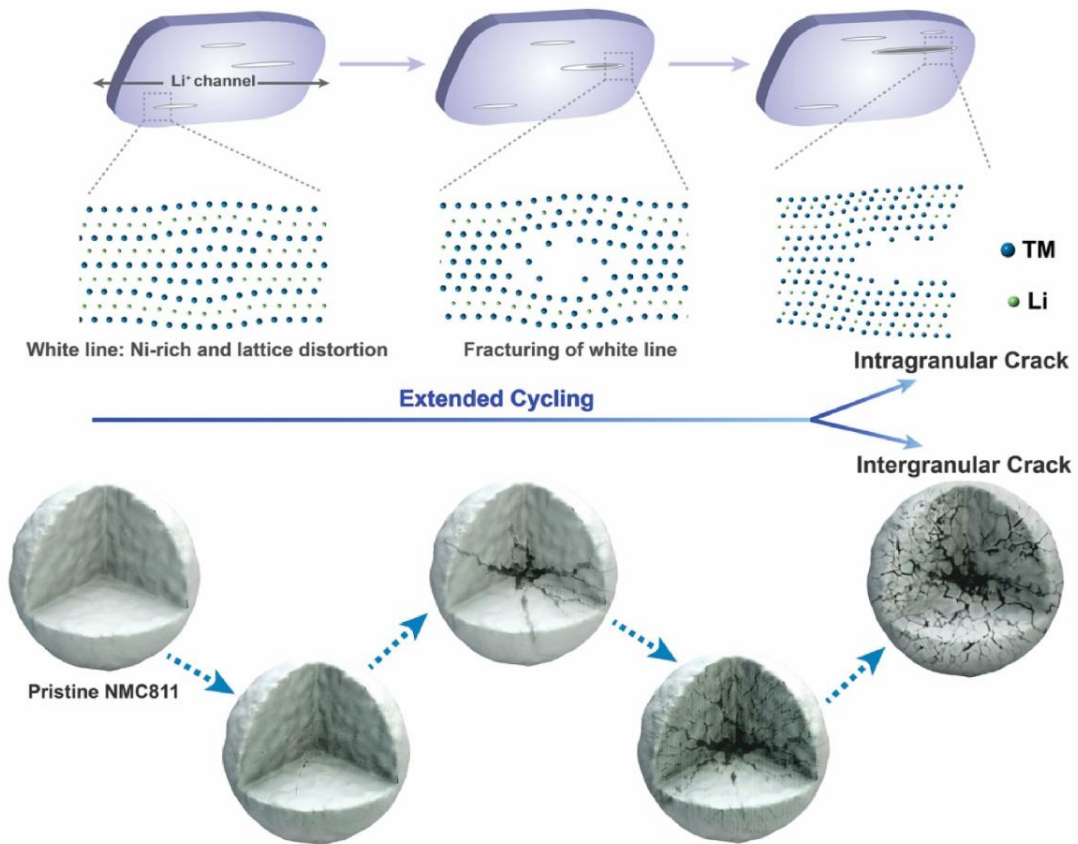 Li⁺ channel
TM
Li
White line: Ni-rich and lattice distortion
Fracturing of white line
Intragranular Crack
Extended Cycling
Intergranular Crack
Pristine NMC811